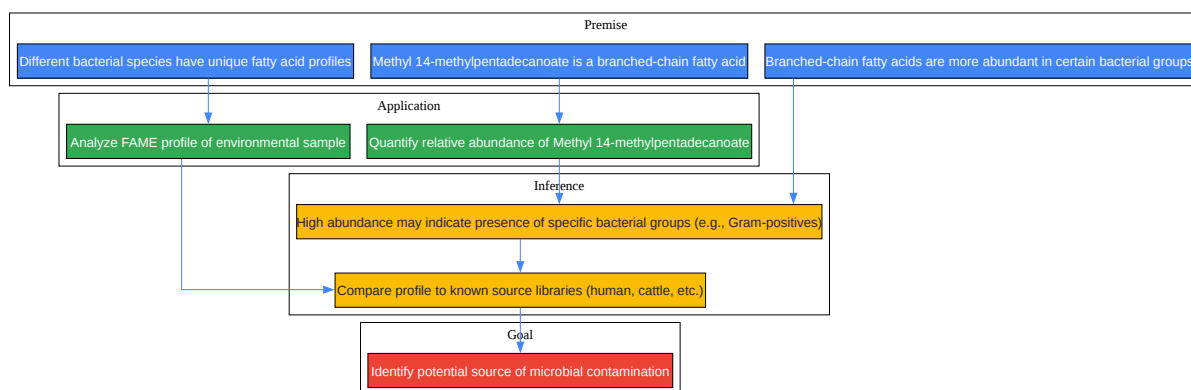 Premise
Different bacterial species have unique fatty acid profiles
Methyl 14-methylpentadecanoate is a branched-chain fatty acid
Branched-chain fatty acids are more abundant in certain bacterial groups
Application
Analyze FAME profile of environmental sample
Quantify relative abundance of Methyl 14-methylpentadecanoate
Inference
High abundance may indicate presence of specific bacterial groups (e.g., Gram-positives)
Compare profile to known source libraries (human, cattle, etc.)
Goal
Identify potential source of microbial contamination